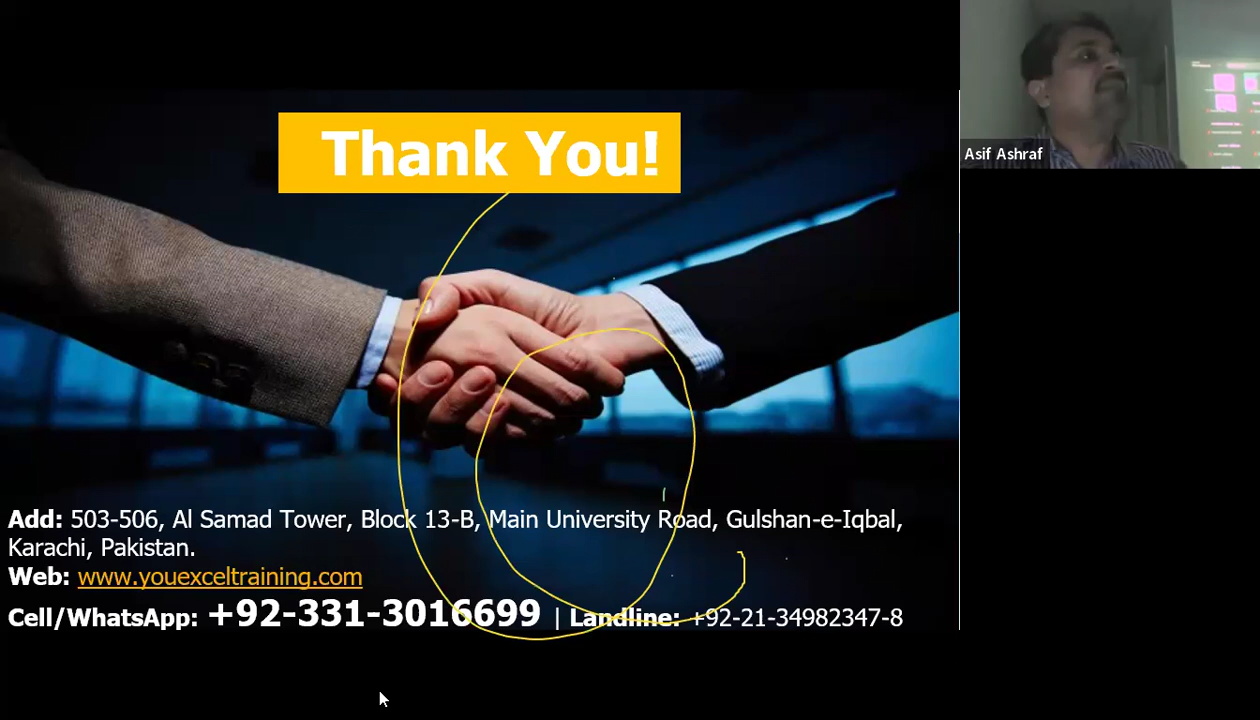 Thank You!
Asif Ashraf
Add: 503-506, Al Samad Tower, Block 13-B, Main University Road, Gulshan-e-Iqbal,
Karachi, Pakistan.
Web: www.youexceltraining.com
Cell/WhatsApp: +92-331-3016699 | Landline: +92-21-34982347-8